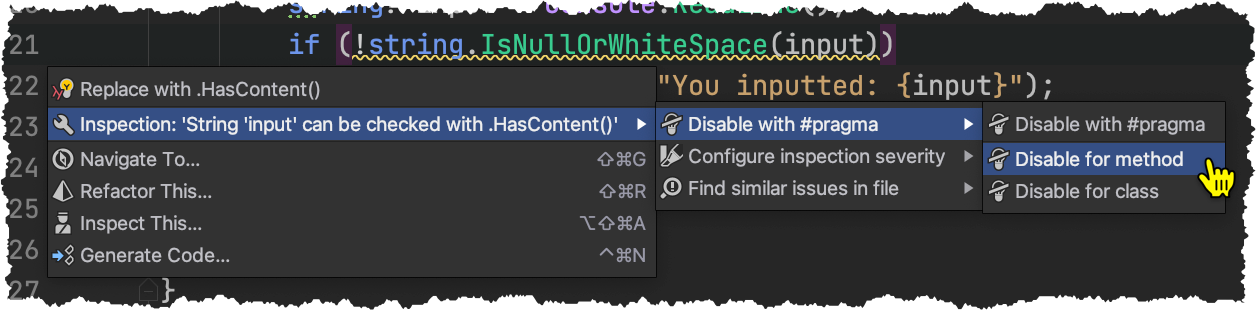 21 if (!string.IsNullOrWhiteSpace(input))
22 "You inputted: {input}");
Replace with .HasContent()
23 Inspection: 'String 'input' can be checked with .HasContent()'
Disable with #pragma
Disable with #pragma
24 Navigate To... ⇧⌘G
Configure inspection severity
Disable for method
Refactor This... ⇧⌘R
Find similar issues in file
Disable for class
25 Inspect This... ⌥⇧⌘A
26 Generate Code... ^⌘N
27 }